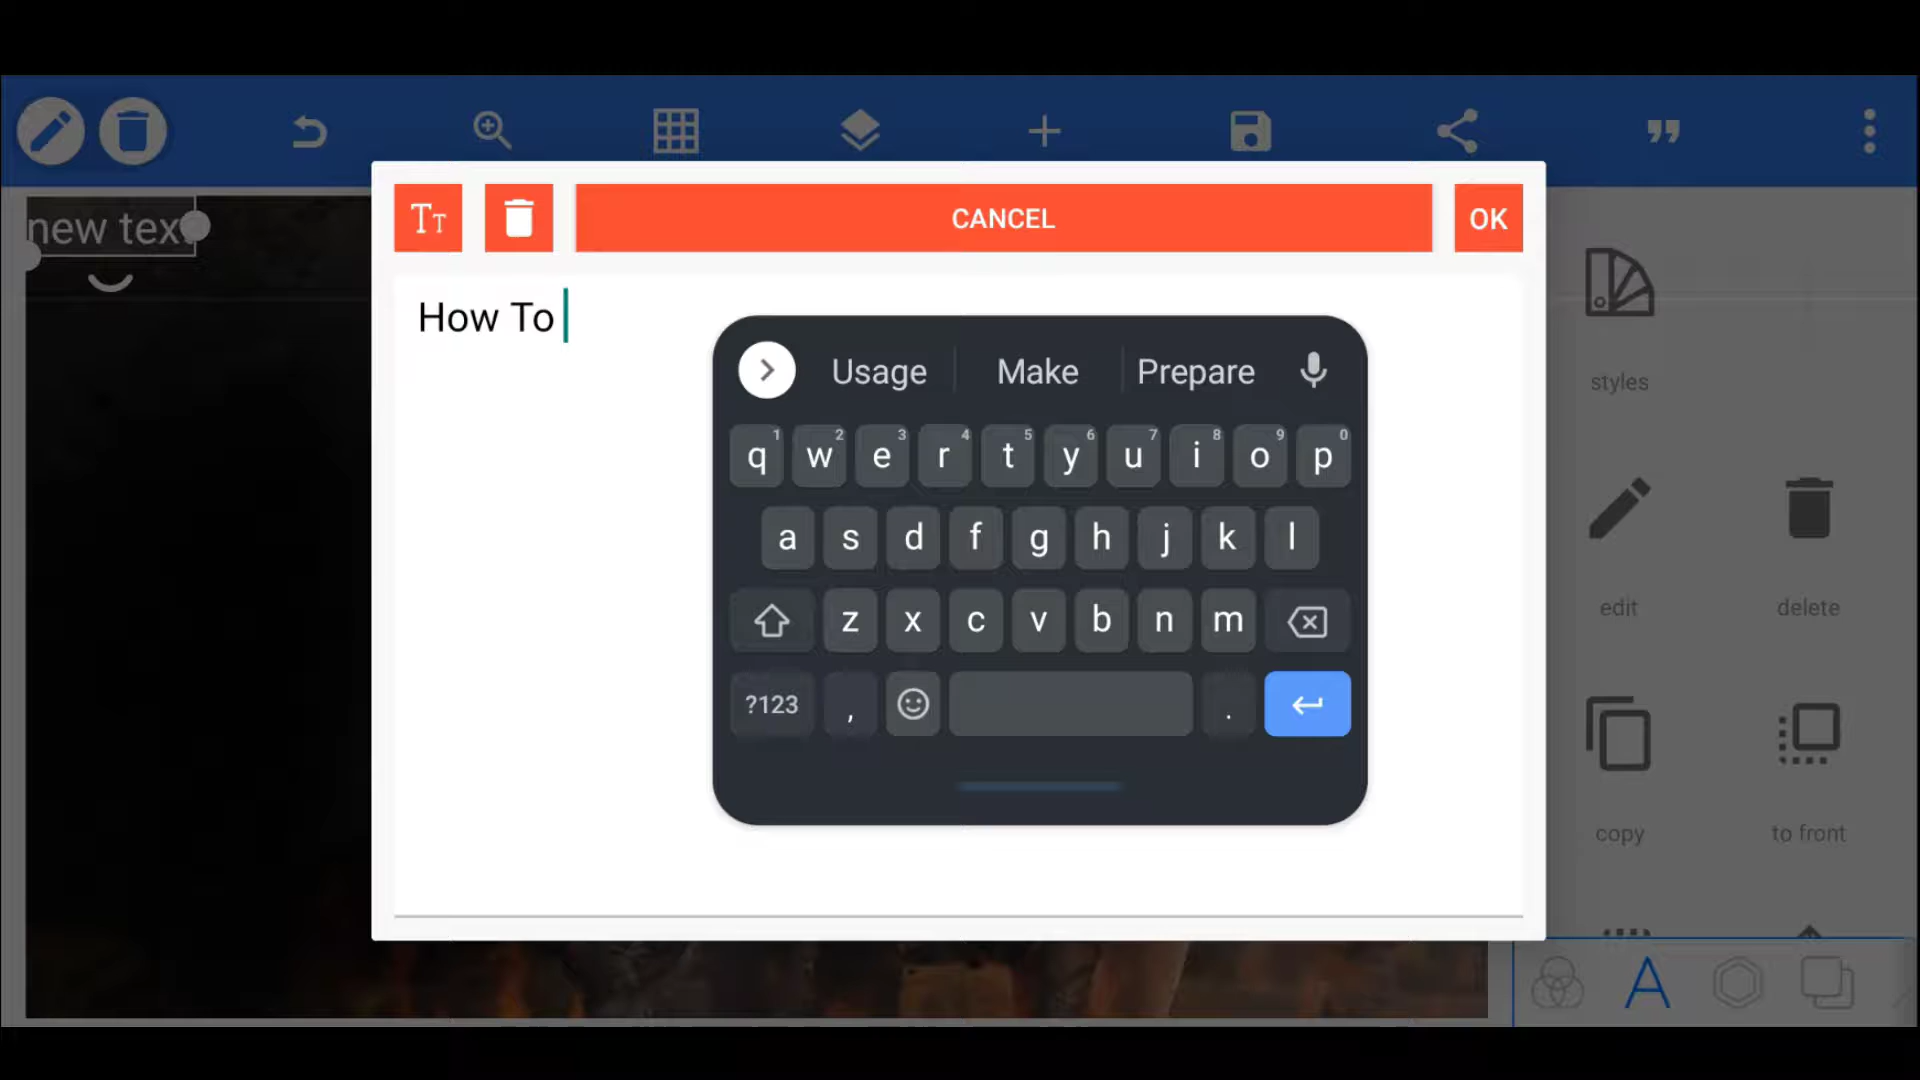 new tex
Tт
CANCEL
OK
How To
Usage
Make
Prepare
1 2 3 4 5 6 7 8 9 0
q w e r t y u i o p
a s d f g h j k l
z x c v b n m
?123 , .
styles
edit
delete
copy
to front
A